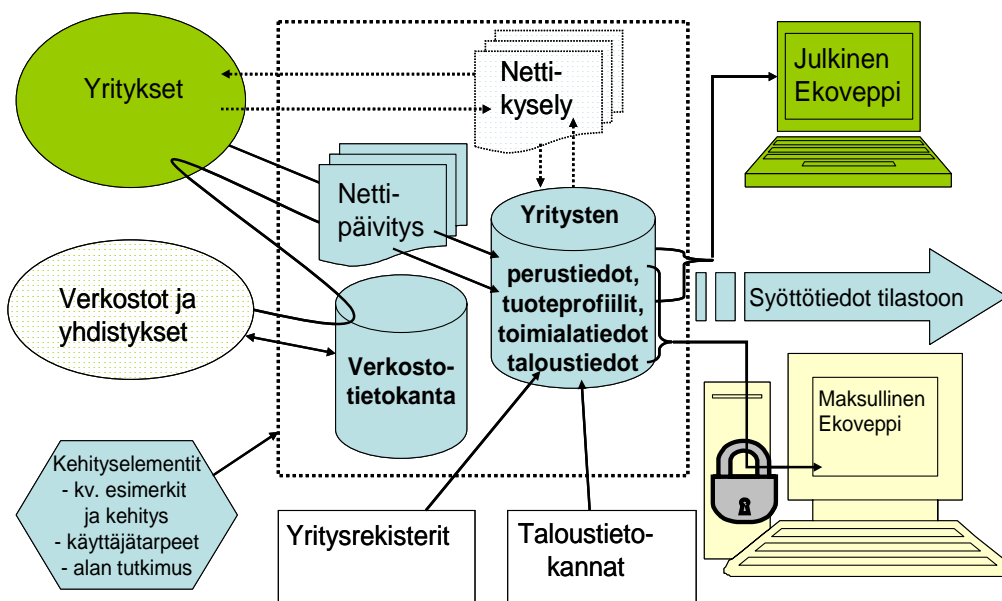 Yritykset
Netti-
kysely
Julkinen
Ekoveppi
Netti-
päivitys
Yritysten
perustiedot,
tuoteprofiilit,
toimialatiedot
taloustiedot
Verkostot ja
yhdistykset
Verkosto-
tietokanta
Syöttötiedot tilastoon
Maksullinen
Ekoveppi
Kehityselementit
- kv. esimerkit
ja kehitys
- käyttäjätarpeet
- alan tutkimus
Yritysrekisterit
Taloustieto-
kannat